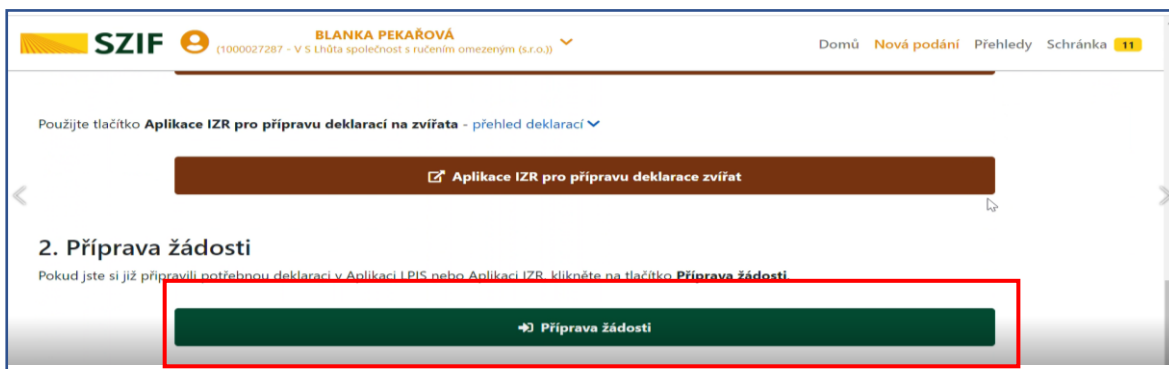 SZIF
BLANKA PEKAŘOVÁ
(1000027287 - V S Lhůta společnost s ručením omezeným (s.r.o.))
Domů Nová podání Přehledy Schránka 11
Použijte tlačítko Aplikace IZR pro přípravu deklarací na zvířata - přehled deklarací
Aplikace IZR pro přípravu deklarace zvířat
2. Příprava žádosti
Pokud jste si již připravili potřebnou deklaraci v Aplikaci LPIS nebo Aplikaci IZR, klikněte na tlačítko Příprava žádosti.
Příprava žádosti